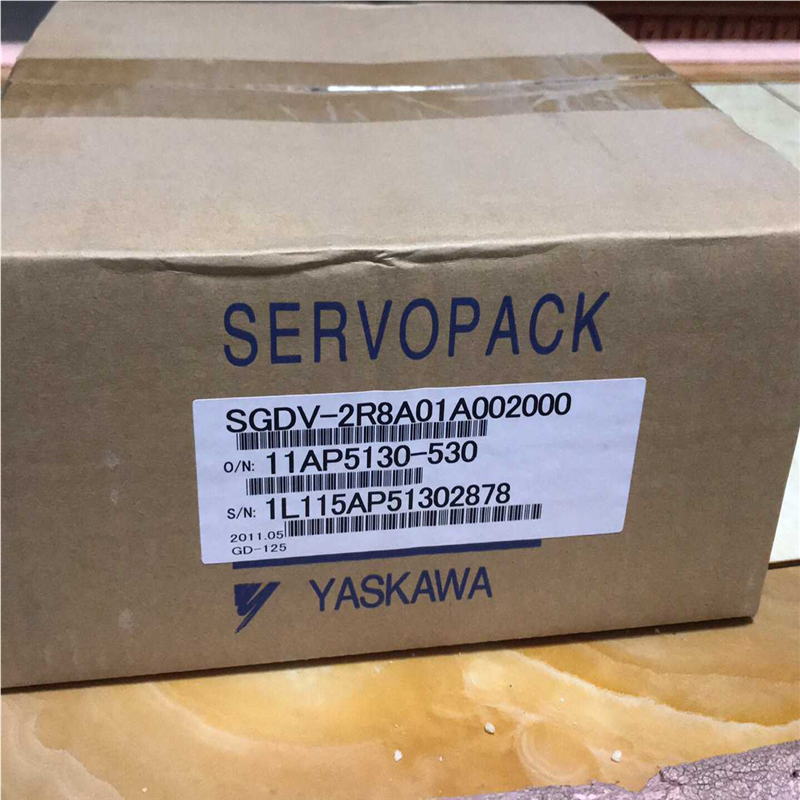 SERVOPACK
SGDV-2R8A01A002000
O/N: 11AP5130-530
S/N: 1L115AP51302878
2011.05
GD-125
YASKAWA